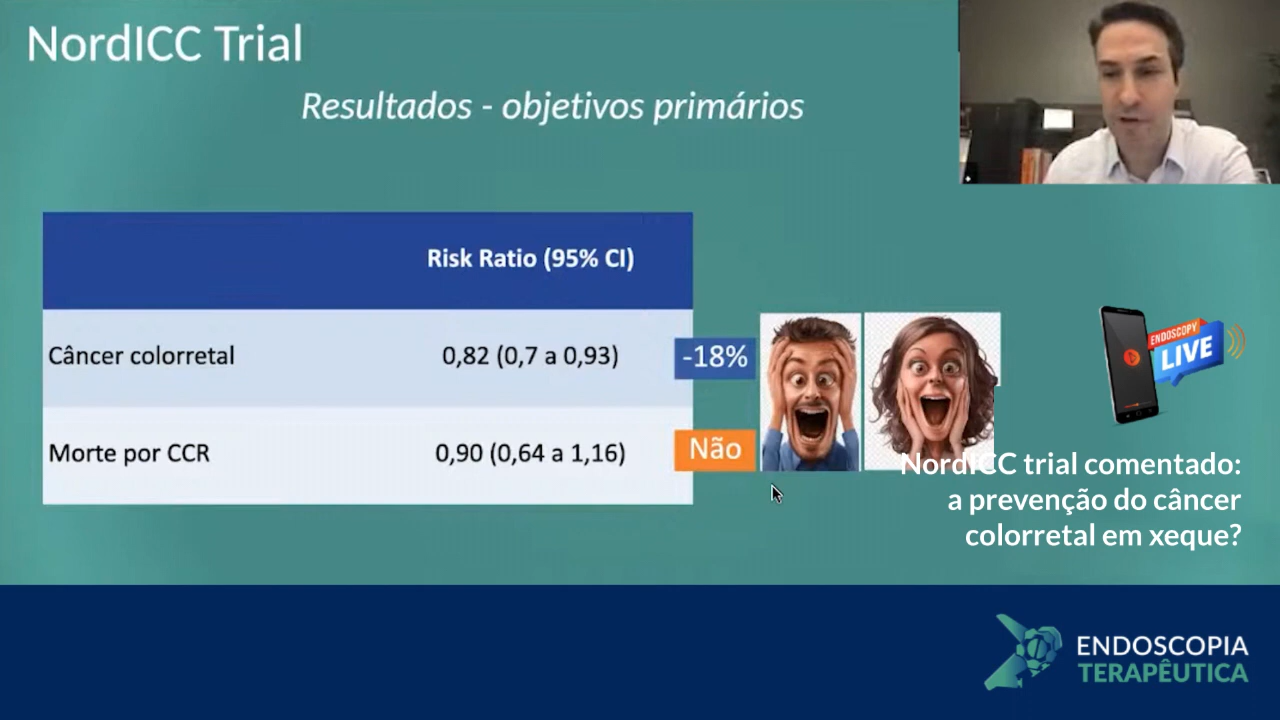 NordICC Trial
Resultados - objetivos primários
Risk Ratio (95% CI)
Câncer colorretal 0,82 (0,7 a 0,93) -18%
Morte por CCR 0,90 (0,64 a 1,16) Não
ENDOSCOPY
LIVE
NordICC trial comentado:
a prevenção do câncer
colorretal em xeque?
ENDOSCOPIA
TERAPÊUTICA